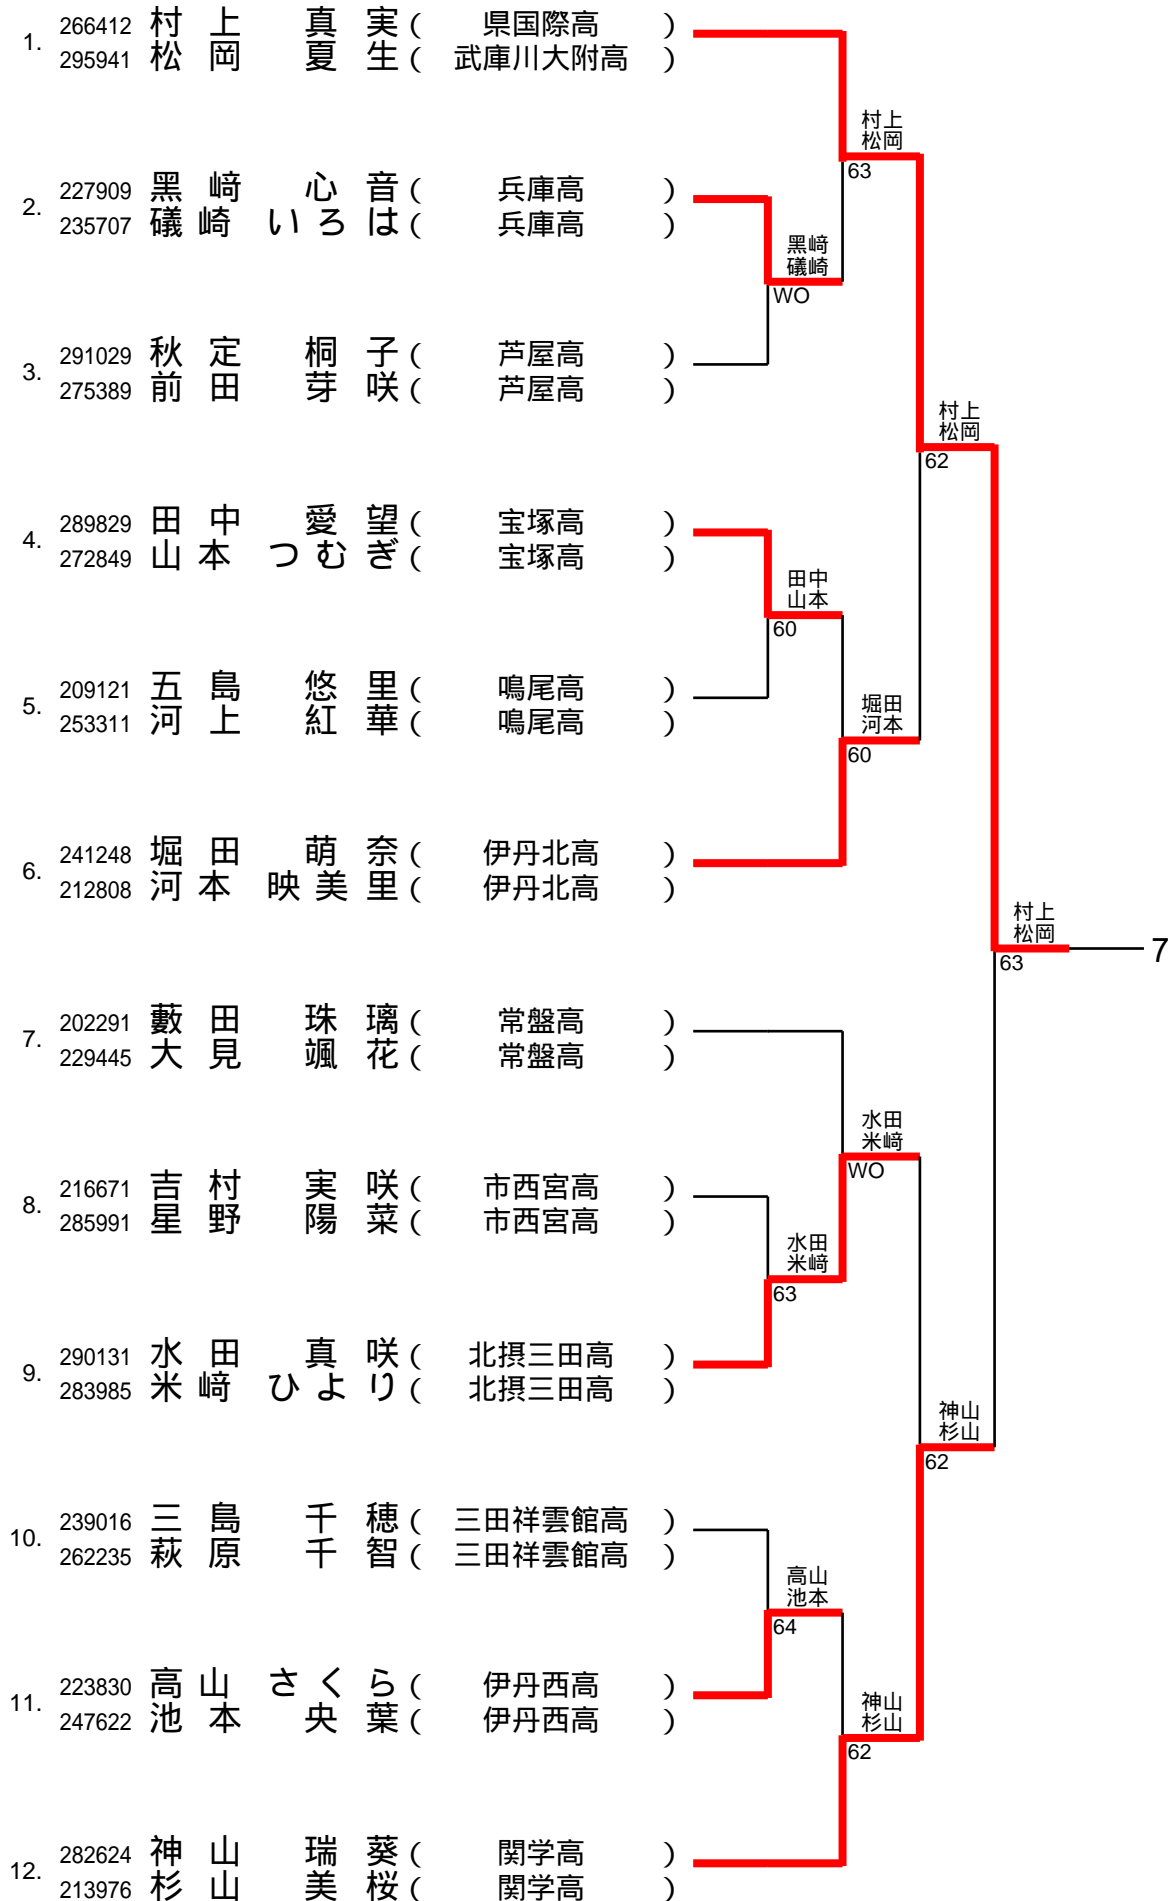 1. 266412 村上 真実 ( 県国際高 )
295941 松岡 夏生 ( 武庫川大附高 )
村上
松岡
63
2. 227909 黑﨑 心音 ( 兵庫高 )
235707 礒崎 いろは ( 兵庫高 )
黑﨑
礒崎
WO
3. 291029 秋定 桐子 ( 芦屋高 )
275389 前田 芽咲 ( 芦屋高 )
村上
松岡
62
4. 289829 田中 愛望 ( 宝塚高 )
272849 山本 つむぎ ( 宝塚高 )
田中
山本
60
5. 209121 五島 悠里 ( 鳴尾高 )
253311 河上 紅華 ( 鳴尾高 )
堀田
河本
60
6. 241248 堀田 萌奈 ( 伊丹北高 )
212808 河本 映美里 ( 伊丹北高 )
村上
松岡
63
7
7. 202291 藪田 珠璃 ( 常盤高 )
229445 大見 颯花 ( 常盤高 )
水田
米﨑
WO
8. 216671 吉村 実咲 ( 市西宮高 )
285991 星野 陽菜 ( 市西宮高 )
水田
米﨑
63
9. 290131 水田 真咲 ( 北摂三田高 )
283985 米﨑 ひより ( 北摂三田高 )
神山
杉山
62
10. 239016 三島 千穂 ( 三田祥雲館高 )
262235 萩原 千智 ( 三田祥雲館高 )
高山
池本
64
11. 223830 高山 さくら ( 伊丹西高 )
247622 池本 央葉 ( 伊丹西高 )
神山
杉山
62
12. 282624 神山 瑞葵 ( 関学高 )
213976 杉山 美桜 ( 関学高 )